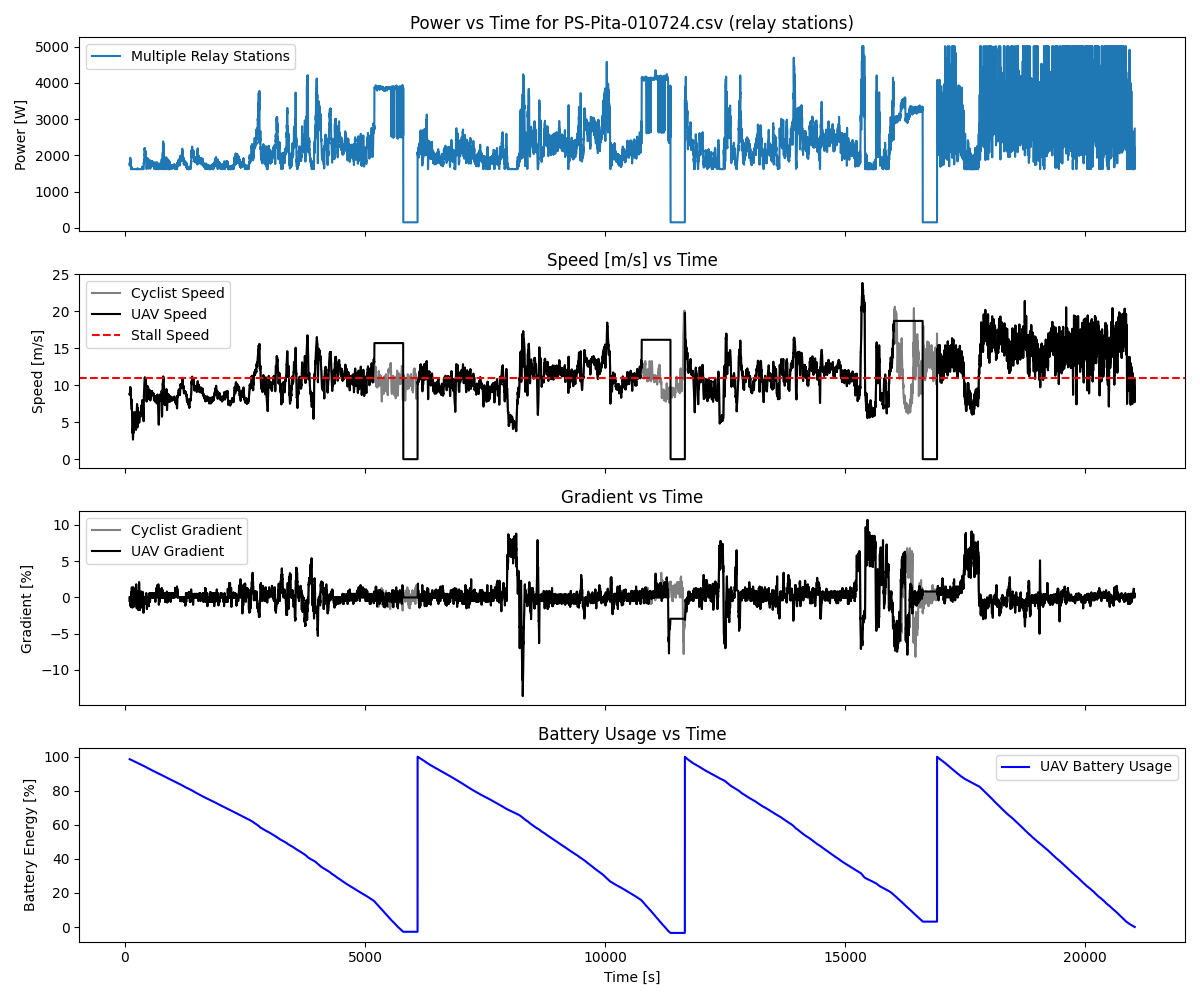 Power vs Time for PS-Pita-010724.csv (relay stations)
Multiple Relay Stations
Power [W]
5000
4000
3000
2000
1000
0
Speed [m/s] vs Time
Cyclist Speed
UAV Speed
Stall Speed
Speed [m/s]
25
20
15
10
5
0
Gradient vs Time
Cyclist Gradient
UAV Gradient
Gradient [%]
10
5
0
−5
−10
Battery Usage vs Time
UAV Battery Usage
Battery Energy [%]
100
80
60
40
20
0
0 5000 10000 15000 20000
Time [s]